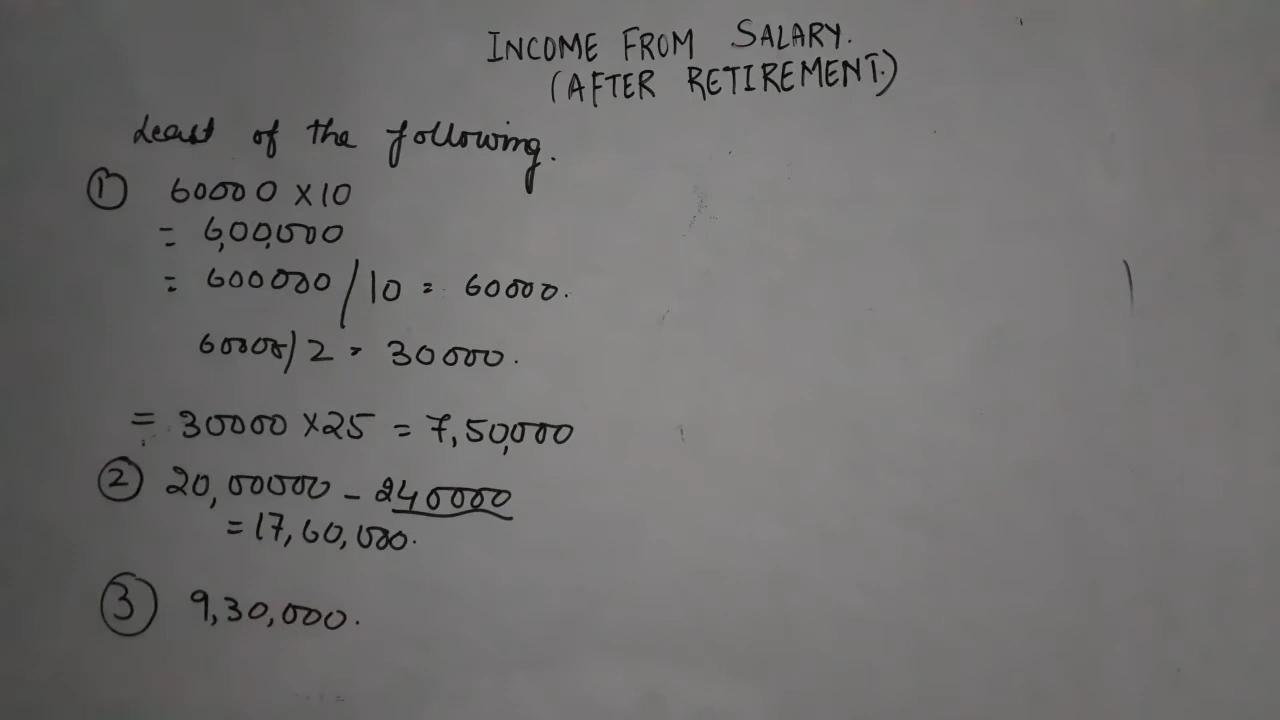 INCOME FROM SALARY.
(AFTER RETIREMENT.)
Least of the following.
① 60000 X10
= 6,00,000
= 600000/10 = 60000.
60000/2 = 30000.
= 30000 X25 = 7,50,000
② 20,00000 - 240000
= 17,60,000.
③ 9,30,000.